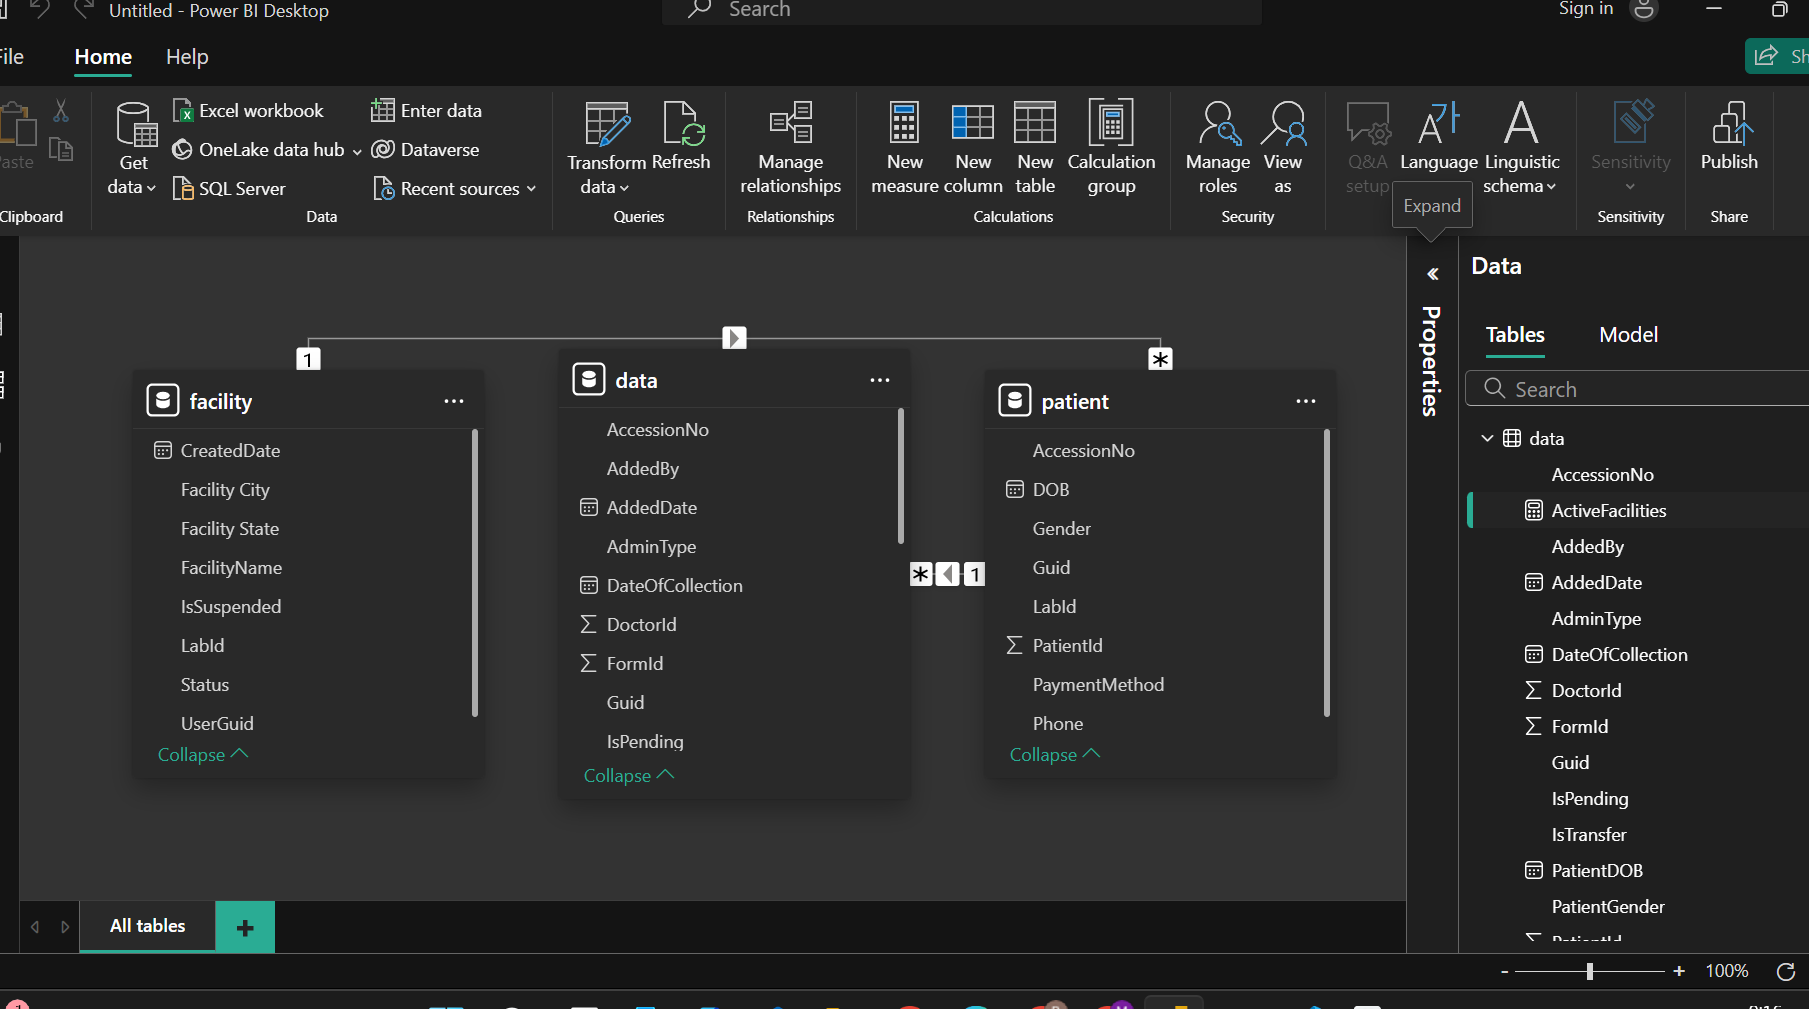 Untitled - Power BI Desktop
Search
Sign in
Home
Help
Excel workbook
Enter data
Get data
OneLake data hub
Dataverse
SQL Server
Recent sources
Clipboard
Data
Transform data
Refresh
Queries
Manage relationships
Relationships
New measure
New column
New table
Calculation group
Calculations
Manage roles
View as
Security
Q&A setup
Language
Linguistic schema
Expand
Sensitivity
Sensitivity
Publish
Share
facility
CreatedDate
Facility City
Facility State
FacilityName
IsSuspended
LabId
Status
UserGuid
Collapse
1
*
data
AccessionNo
AddedBy
AddedDate
AdminType
DateOfCollection
DoctorId
FormId
Guid
IsPending
Collapse
*
1
patient
AccessionNo
DOB
Gender
Guid
LabId
PatientId
PaymentMethod
Phone
Collapse
Properties
Data
Tables
Model
Search
data
AccessionNo
ActiveFacilities
AddedBy
AddedDate
AdminType
DateOfCollection
DoctorId
FormId
Guid
IsPending
IsTransfer
PatientDOB
PatientGender
All tables
-
+
100%